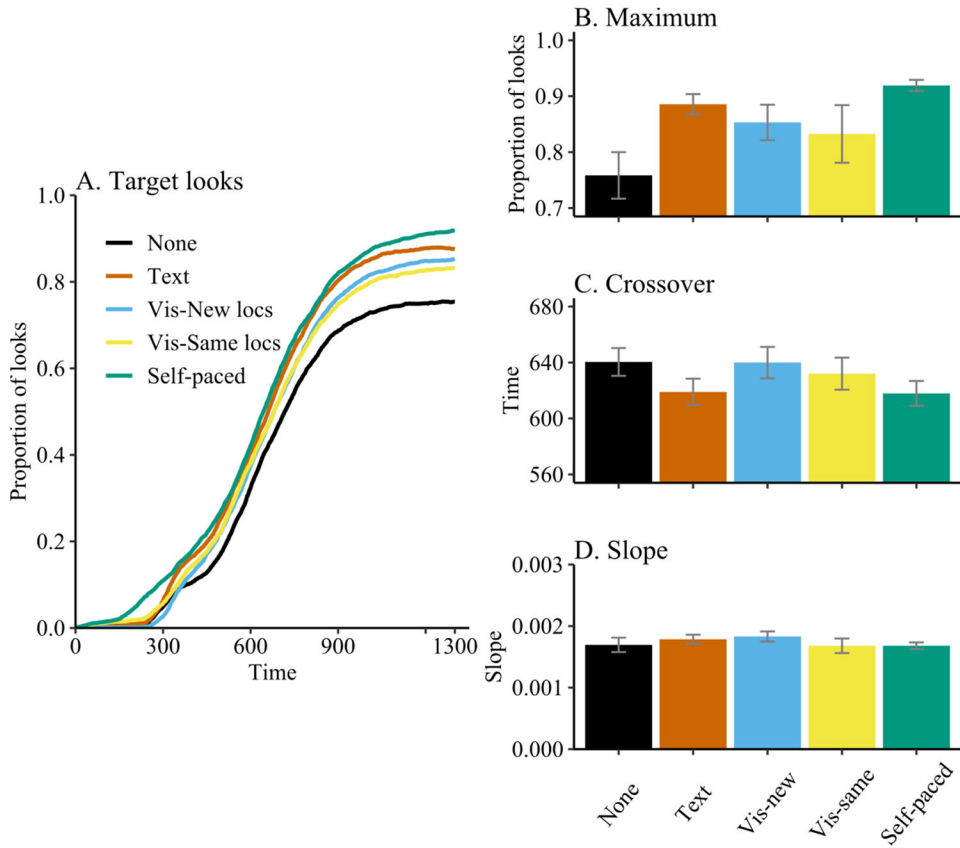 A. Target looks
Proportion of looks
1.0
0.8
0.6
0.4
0.2
0.0
None
Text
Vis-New locs
Vis-Same locs
Self-paced
0
300
600
900
1300
Time
B. Maximum
Proportion of looks
1.0
0.9
0.8
0.7
C. Crossover
Time
680
640
600
560
D. Slope
Slope
0.003
0.002
0.001
0.000
None
Text
Vis-new
Vis-same
Self-paced